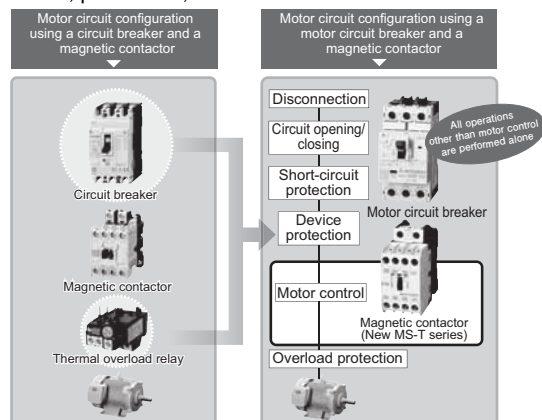 Motor circuit configuration
using a circuit breaker and a
magnetic contactor
Circuit breaker
Magnetic contactor
Thermal overload relay
Motor circuit configuration using a
motor circuit breaker and a
magnetic contactor
Disconnection
Circuit opening/
closing
Short-circuit
protection
Device
protection
Motor control
Overload protection
All operations
other than motor control
are performed alone
Motor circuit breaker
Magnetic contactor
(New MS-T series)